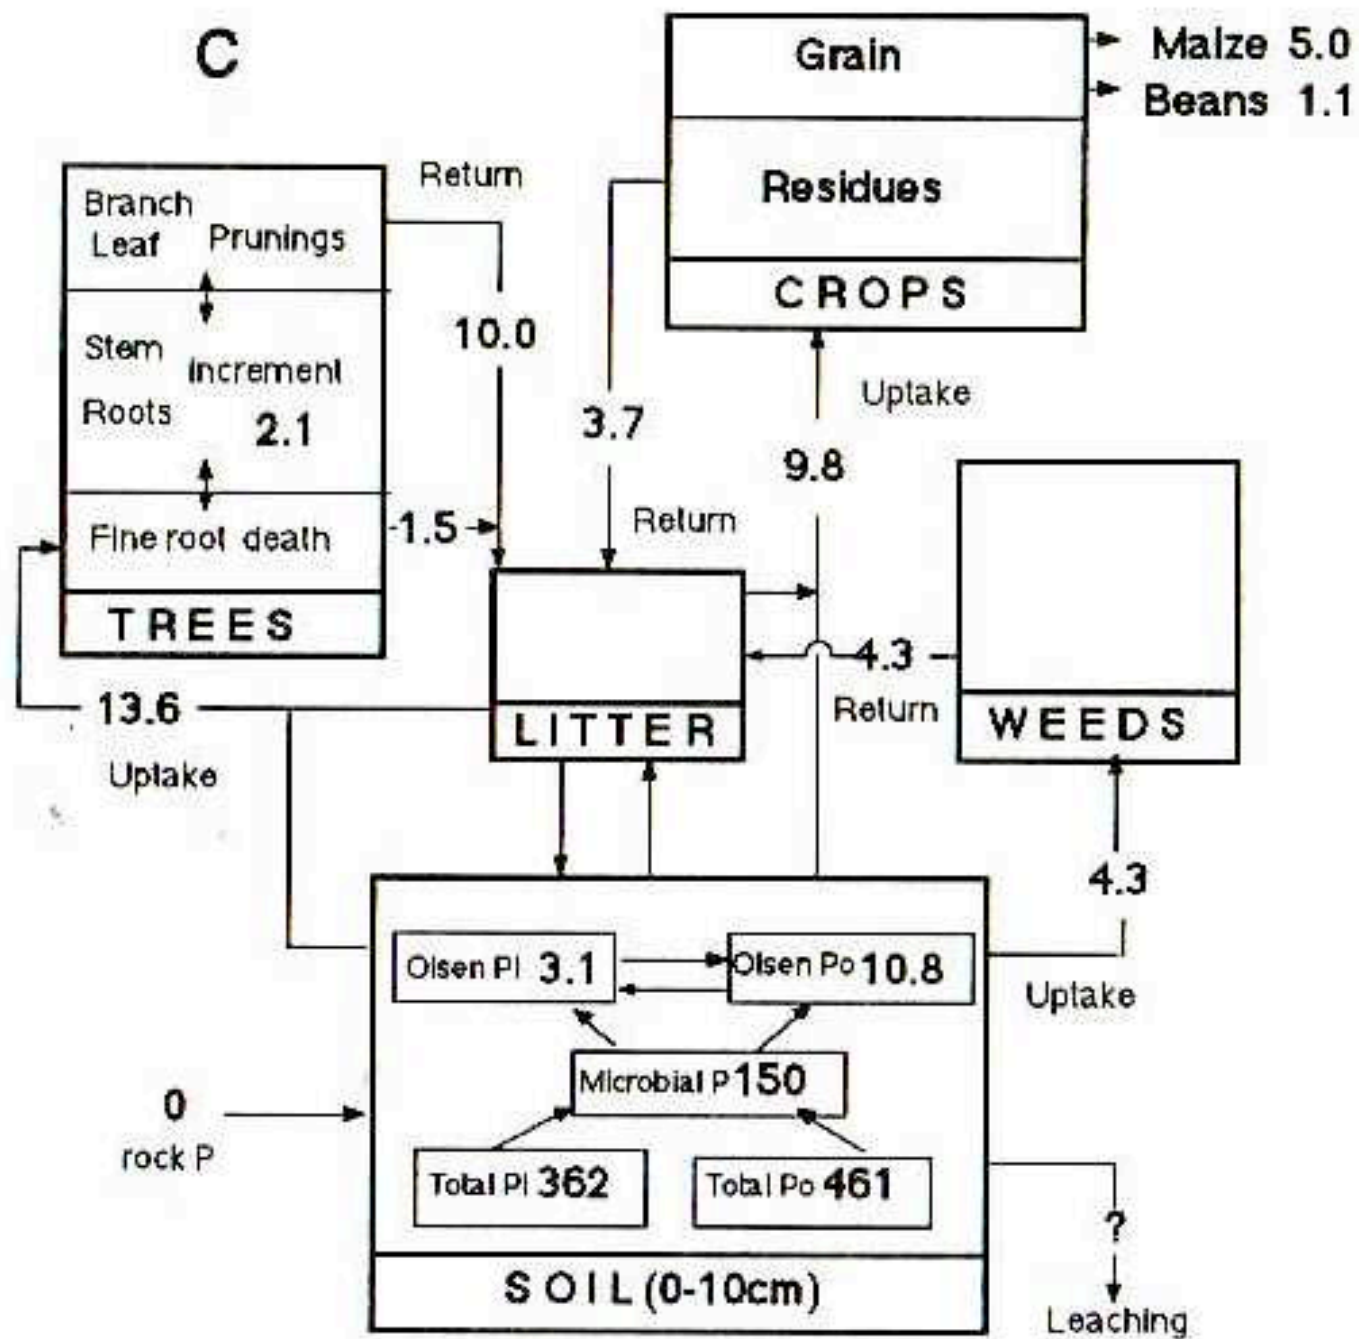 C
Grain
Maize 5.0
Beans 1.1
Residues
CROPS
Return
Branch
Leaf Prunings
Stem
Increment
Roots
2.1
Fine root death
TREES
10.0
3.7
Uptake
9.8
-1.5
Return
4.3
Return
WEEDS
LITTER
13.6
Uptake
4.3
Uptake
Olsen Pi 3.1
Olsen Po 10.8
Microbial P 150
Total Pi 362
Total Po 461
SOIL (0-10cm)
0
rock P
?
Leaching